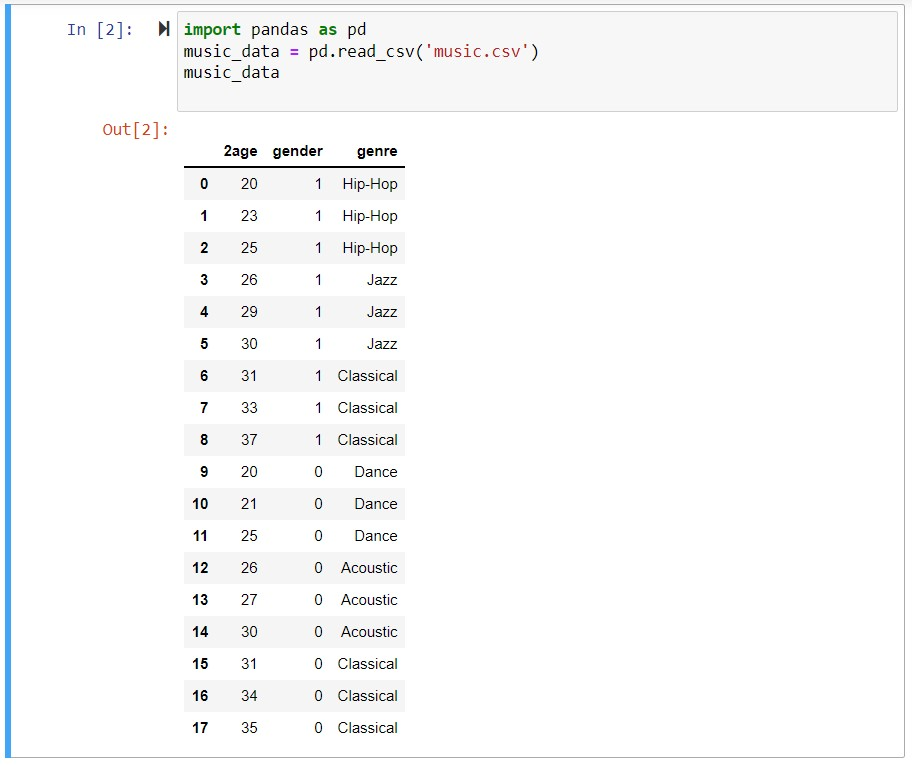 In [2]: import pandas as pd
music_data = pd.read_csv('music.csv')
music_data
Out[2]:
2age gender genre
0 20 1 Hip-Hop
1 23 1 Hip-Hop
2 25 1 Hip-Hop
3 26 1 Jazz
4 29 1 Jazz
5 30 1 Jazz
6 31 1 Classical
7 33 1 Classical
8 37 1 Classical
9 20 0 Dance
10 21 0 Dance
11 25 0 Dance
12 26 0 Acoustic
13 27 0 Acoustic
14 30 0 Acoustic
15 31 0 Classical
16 34 0 Classical
17 35 0 Classical